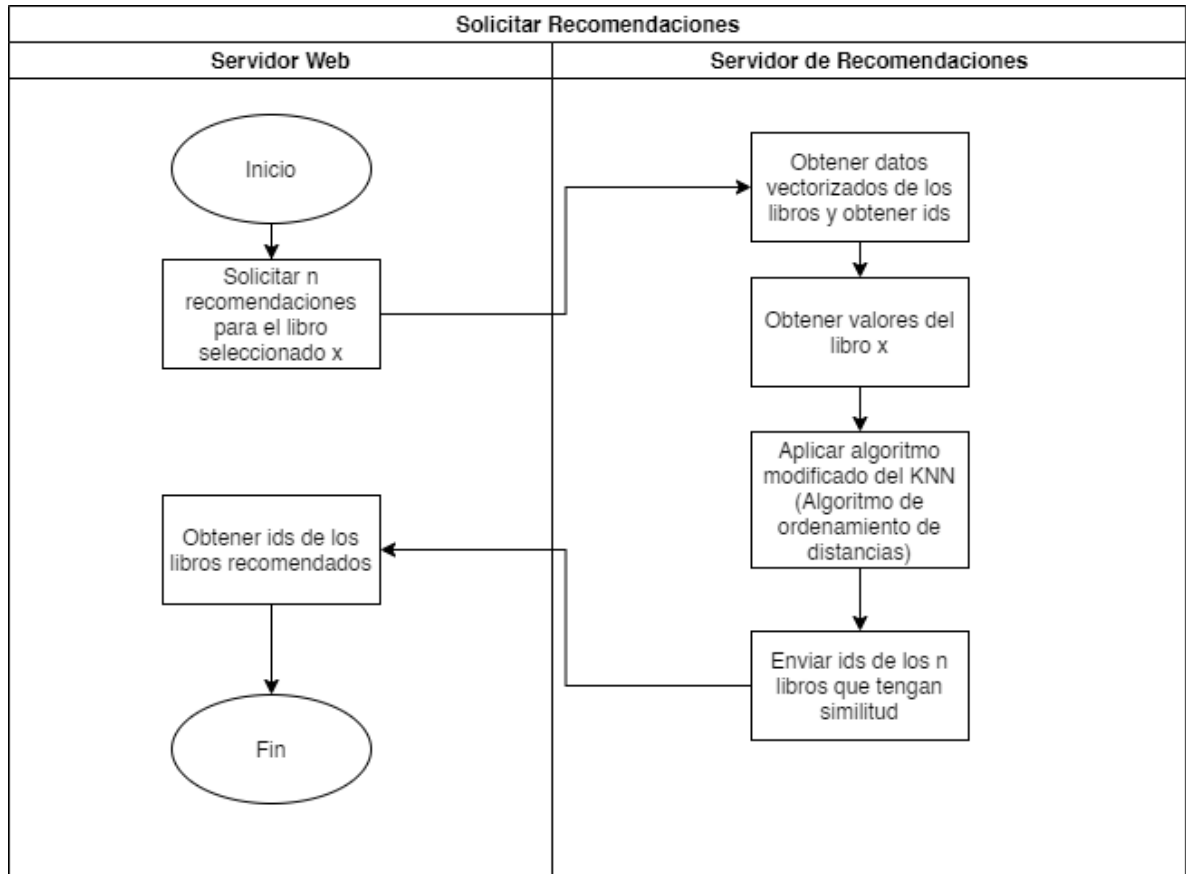 Solicitar Recomendaciones
Servidor Web
Servidor de Recomendaciones
Inicio
Solicitar n
recomendaciones
para el libro
seleccionado x
Obtener datos
vectorizados de los
libros y obtener ids
Obtener valores del
libro x
Aplicar algoritmo
modificado del KNN
(Algoritmo de
ordenamiento de
distancias)
Enviar ids de los n
libros que tengan
similitud
Obtener ids de los
libros recomendados
Fin